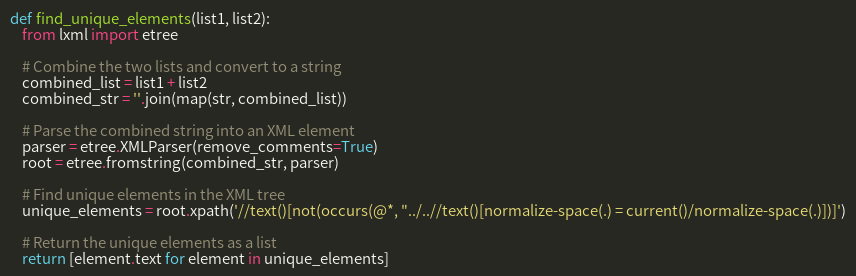 def find_unique_elements(list1, list2):
from lxml import etree
# Combine the two lists and convert to a string
combined_list = list1 + list2
combined_str = ''.join(map(str, combined_list))
# Parse the combined string into an XML element
parser = etree.XMLParser(remove_comments=True)
root = etree.fromstring(combined_str, parser)
# Find unique elements in the XML tree
unique_elements = root.xpath('//text()[not(occurs(@*, "../..//text()[normalize-space(.) = current()/normalize-space(.)])]')
# Return the unique elements as a list
return [element.text for element in unique_elements]